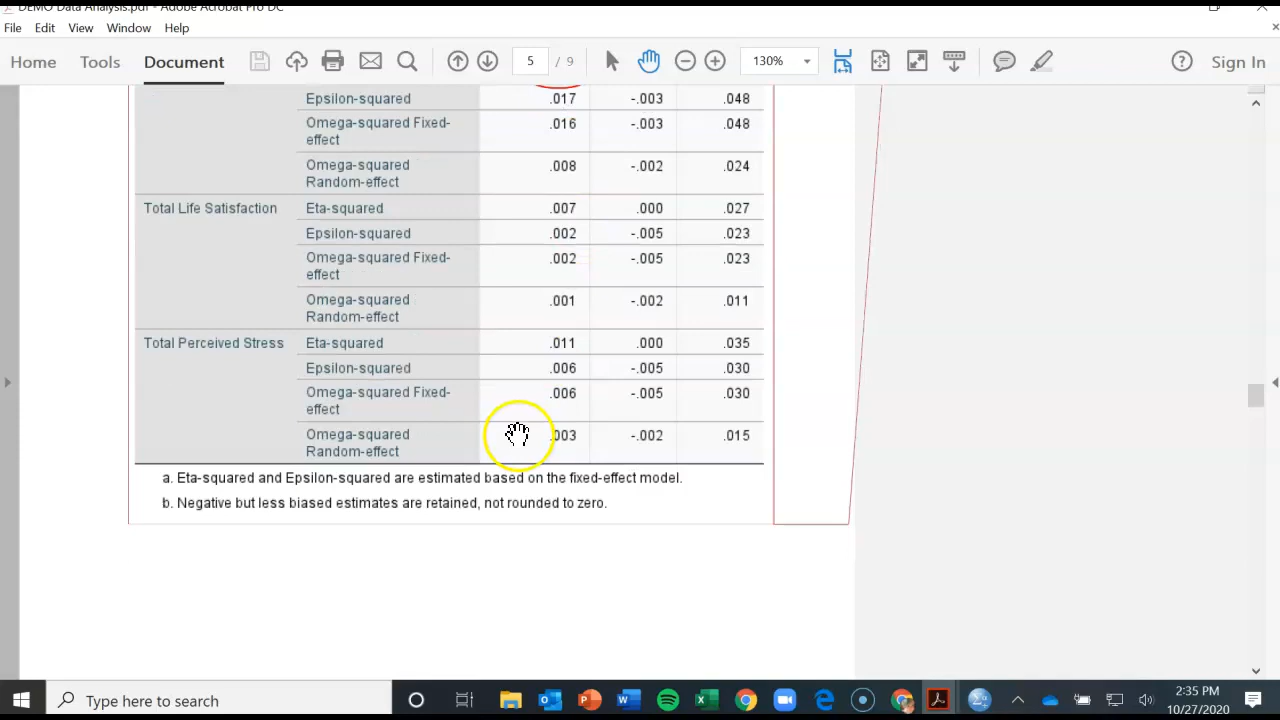 DEMO Data Analysis.pdf - Adobe Acrobat Pro DC
File Edit View Window Help
Home Tools Document 5 / 9 130% Sign In
Epsilon-squared .017 -.003 .048
Omega-squared Fixed- .016 -.003 .048
effect
Omega-squared .008 -.002 .024
Random-effect
Total Life Satisfaction Eta-squared .007 .000 .027
Epsilon-squared .002 -.005 .023
Omega-squared Fixed- .002 -.005 .023
effect
Omega-squared .001 -.002 .011
Random-effect
Total Perceived Stress Eta-squared .011 .000 .035
Epsilon-squared .006 -.005 .030
Omega-squared Fixed- .006 -.005 .030
effect
Omega-squared .003 -.002 .015
Random-effect
a. Eta-squared and Epsilon-squared are estimated based on the fixed-effect model.
b. Negative but less biased estimates are retained, not rounded to zero.
Type here to search
2:35 PM
10/27/2020